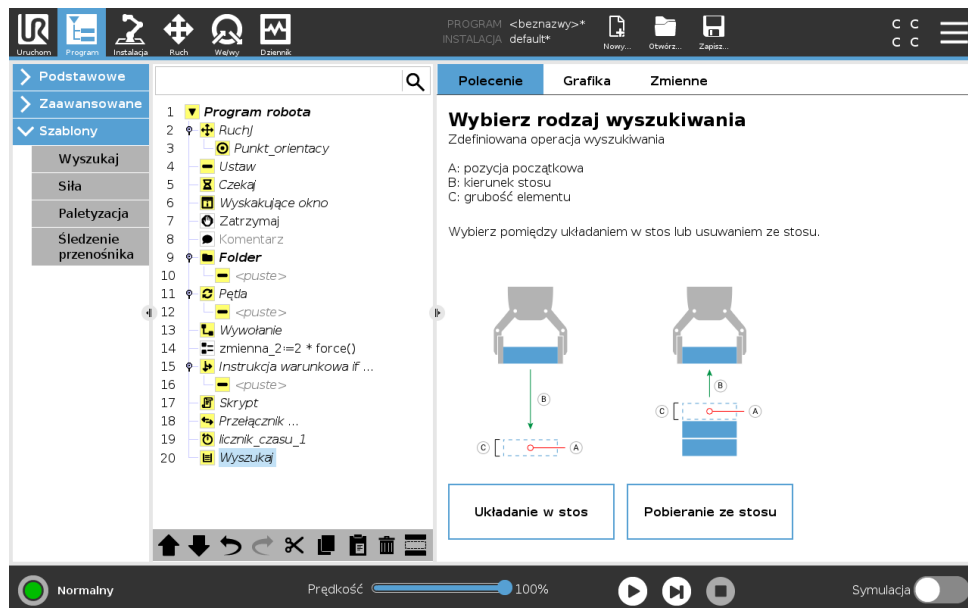 PROGRAM <beznazwy>*
INSTALACJA default*
Uruchom
Program
Instalacja
Ruch
We/wy
Dziennik
Nowy...
Otwórz...
Zapisz...
C C
C C
Podstawowe
Zaawansowane
Szablony
Wyszukaj
Siła
Paletyzacja
Śledzenie
przenośnika
1 Program robota
2 RuchJ
3 Punkt_orientacy
4 Ustaw
5 Czekaj
6 Wyskakujące okno
7 Zatrzymaj
8 Komentarz
9 Folder
10 <puste>
11 Pętla
12 <puste>
13 Wywołanie
14 zmienna_2:=2 * force()
15 Instrukcja warunkowa if ...
16 <puste>
17 Skrypt
18 Przełącznik ...
19 licznik_czasu_1
20 Wyszukaj
Polecenie
Grafika
Zmienne
Wybierz rodzaj wyszukiwania
Zdefiniowana operacja wyszukiwania
A: pozycja początkowa
B: kierunek stosu
C: grubość elementu
Wybierz pomiędzy układaniem w stos lub usuwaniem ze stosu.
B
C
A
B
C
A
Układanie w stos
Pobieranie ze stosu
Normalny
Prędkość
100%
Symulacja